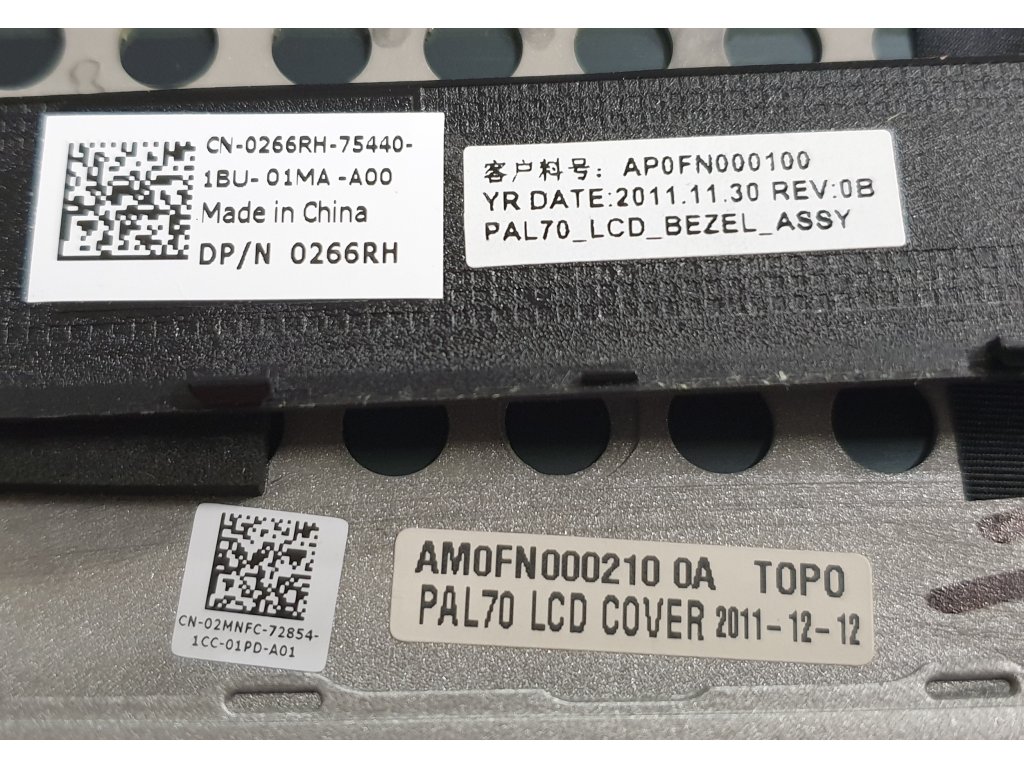 CN-0266RH-75440-
1BU- 01MA -A00
Made in China
DP/N 0266RH
客户料号: AP0FN000100
YR DATE:2011.11.30 REV:0B
PAL70_LCD_BEZEL_ASSY
CN-02MNFC-72854-
1CC-01PD-A01
AM0FN000210 0A TOPO
PAL70 LCD COVER 2011-12-12